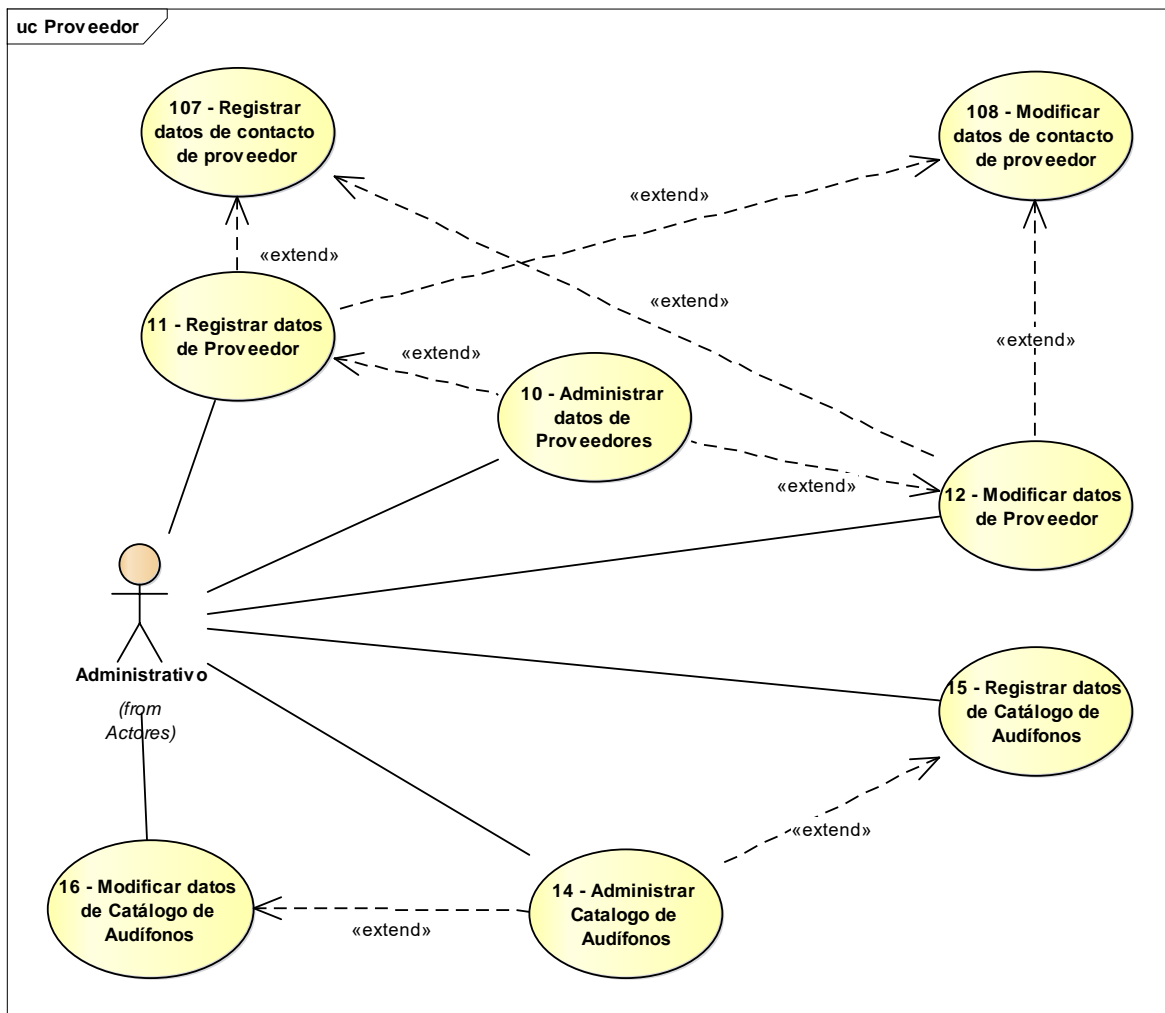 uc Proveedor
107 - Registrar
datos de contacto
de proveedor
108 - Modificar
datos de contacto
de proveedor
«extend»
«extend»
«extend»
11 - Registrar datos
de Proveedor
«extend»
«extend»
10 - Administrar
datos de
Proveedores
«extend»
12 - Modificar datos
de Proveedor
Administrativo
(from
Actores)
15 - Registrar datos
de Catálogo de
Audífonos
«extend»
16 - Modificar datos
de Catálogo de
Audífonos
«extend»
14 - Administrar
Catalogo de
Audífonos